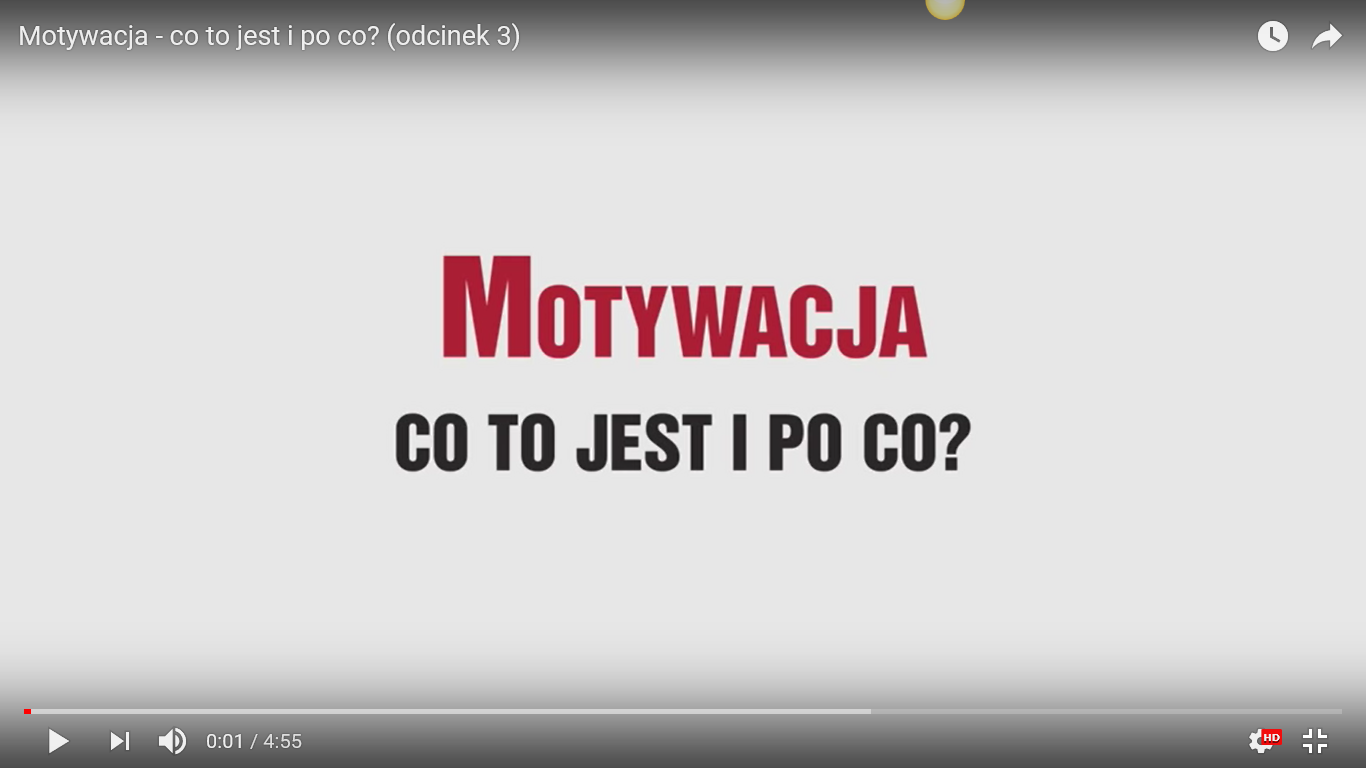 Motywacja - co to jest i po co? (odcinek 3)
MOTYWACJA
CO TO JEST I PO CO?
0:01 / 4:55
HD